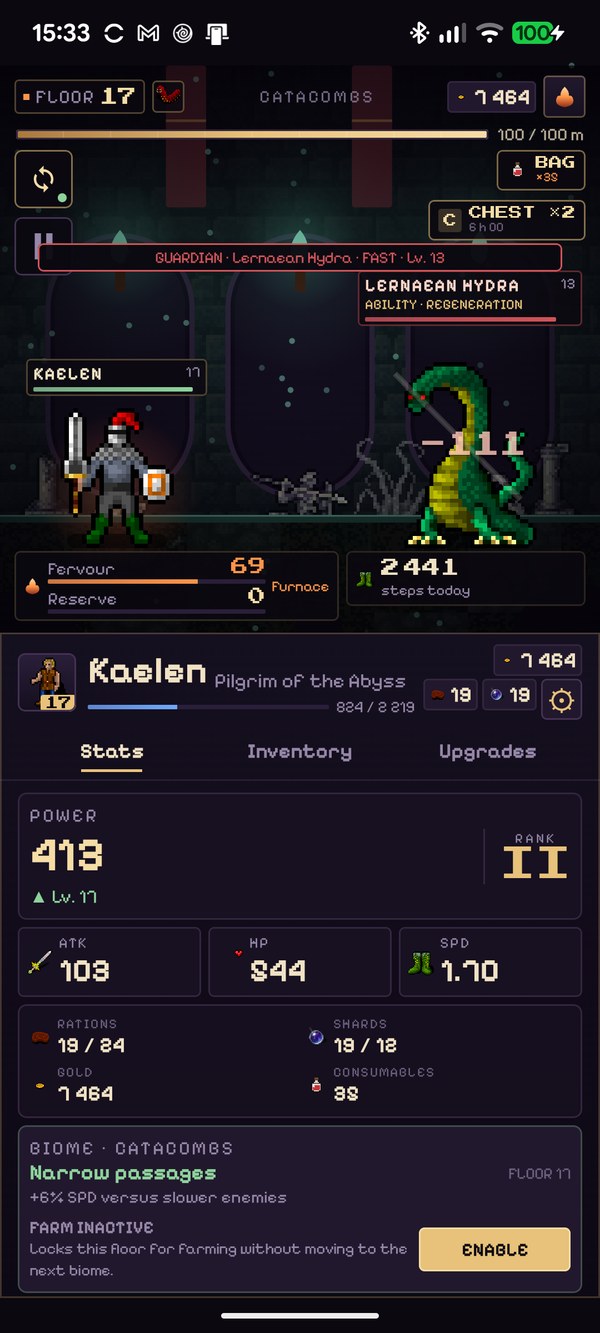 15:33
100
FLOOR 17
CATACOMBS
7 464
100 / 100 m
BAG
×38
C CHEST ×2
6h00
GUARDIAN · Lernaean Hydra · FAST · Lv. 13
LERNAEAN HYDRA 13
ABILITY · REGENERATION
KAELEN 17
-111
Fervour 69
Furnace
Reserve 0
2 441
steps today
7 464
Kaelen Pilgrim of the Abyss
17
824 / 2 219
19
19
Stats Inventory Upgrades
POWER
413
▲ Lv. 17
RANK
II
ATK
103
HP
844
SPD
1.70
RATIONS
19 / 24
SHARDS
19 / 12
GOLD
7 464
CONSUMABLES
38
BIOME · CATACOMBS
Narrow passages
FLOOR 17
+6% SPD versus slower enemies
FARM INACTIVE
Locks this floor for farming without moving to the
next biome.
ENABLE